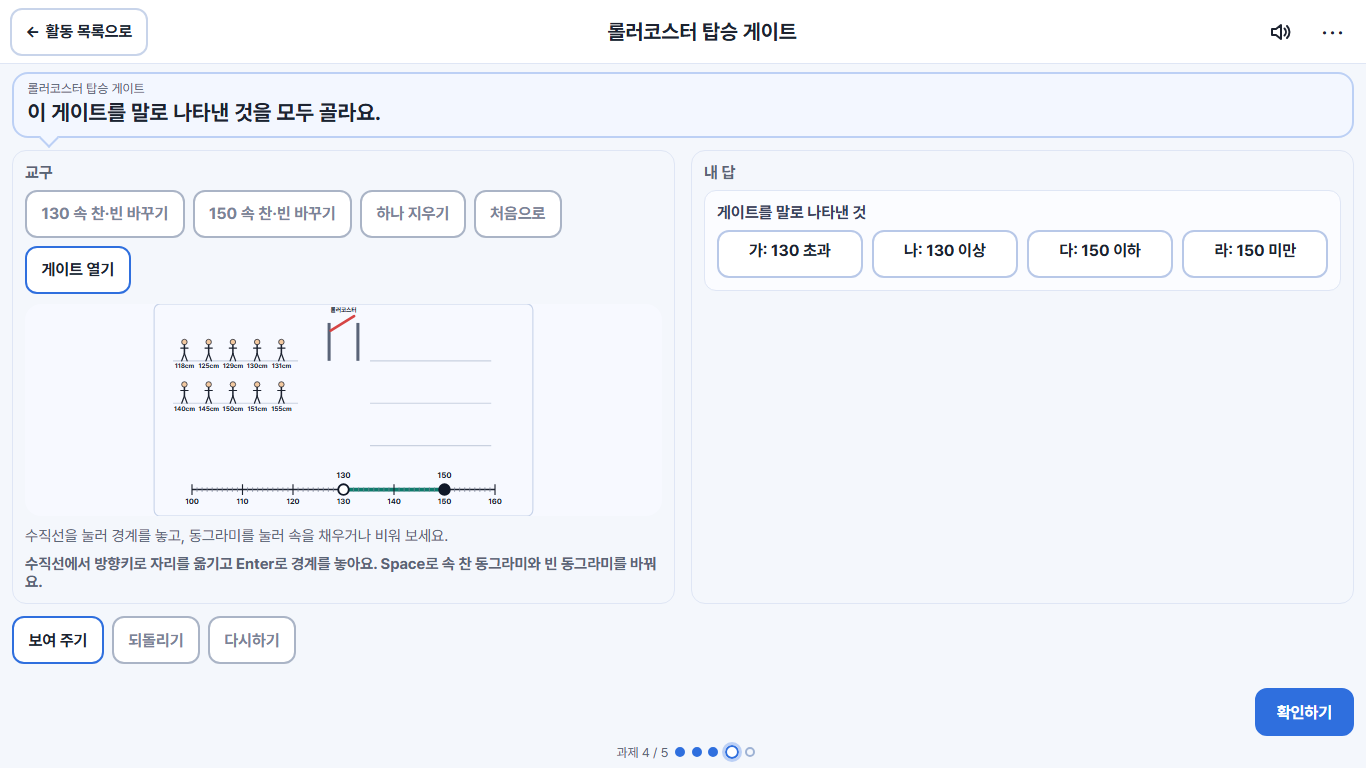 ← 활동 목록으로
롤러코스터 탑승 게이트
롤러코스터 탑승 게이트
이 게이트를 말로 나타낸 것을 모두 골라요.
교구
130 속 찬·빈 바꾸기
150 속 찬·빈 바꾸기
하나 지우기
처음으로
게이트 열기
롤러코스터
118cm 125cm 129cm 130cm 131cm
140cm 145cm 150cm 151cm 155cm
130 150
100 110 120 130 140 150 160
수직선을 눌러 경계를 놓고, 동그라미를 눌러 속을 채우거나 비워 보세요.
수직선에서 방향키로 자리를 옮기고 Enter로 경계를 놓아요. Space로 속 찬 동그라미와 빈 동그라미를 바꿔
요.
내 답
게이트를 말로 나타낸 것
가: 130 초과
나: 130 이상
다: 150 이하
라: 150 미만
보여 주기
되돌리기
다시하기
확인하기
과제 4 / 5